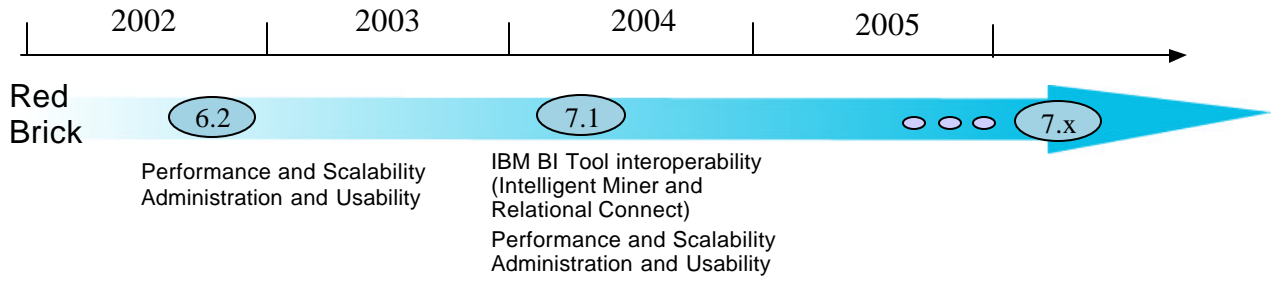 2002 2003 2004 2005
Red
Brick
6.2 7.1 7.x
Performance and Scalability
Administration and Usability
IBM BI Tool interoperability
(Intelligent Miner and
Relational Connect)
Performance and Scalability
Administration and Usability